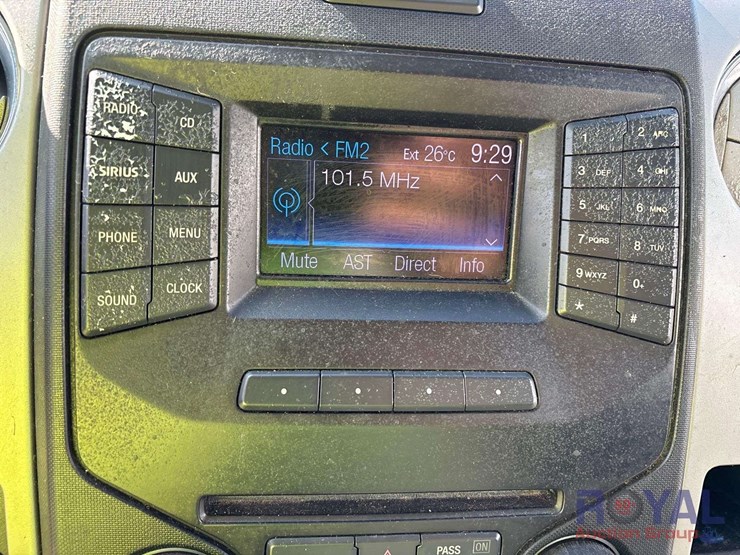 RADIO
CD
SIRIUS
AUX
PHONE
MENU
SOUND
CLOCK
Radio < FM2 Ext 26°C 9:29
101.5 MHz
Mute AST Direct Info
1 2
3 DEF 4 GHI
5 JKL 6 MNO
7 PQRS 8 TUV
9 WXYZ 0+
* #
PASS ON
ROYAL
Auction Group